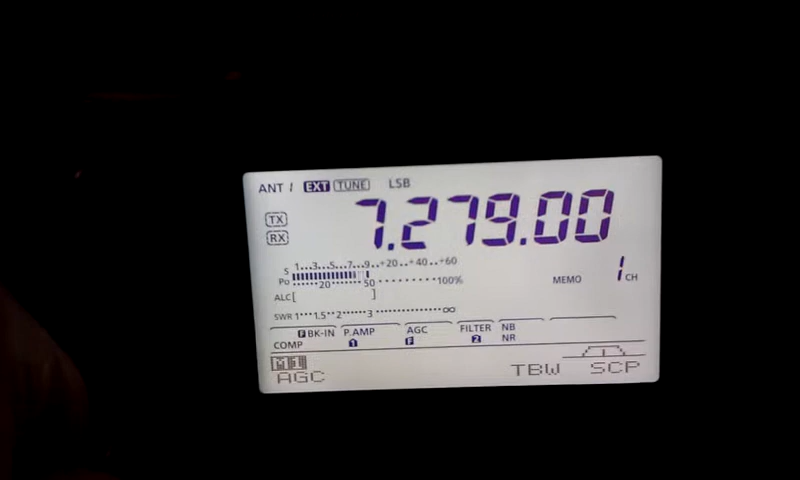 ANT 1 EXT TUNE LSB
TX 7.279.00
RX
S 1...3...5...7...9..+20..+40..+60
Po 20 50 100%
MEMO 1 CH
ALC [ ]
SWR 1 1.5 2 3 ∞
F BK-IN P.AMP AGC FILTER NB
COMP 1 F 2 NR
M1
AGC TBW SCP